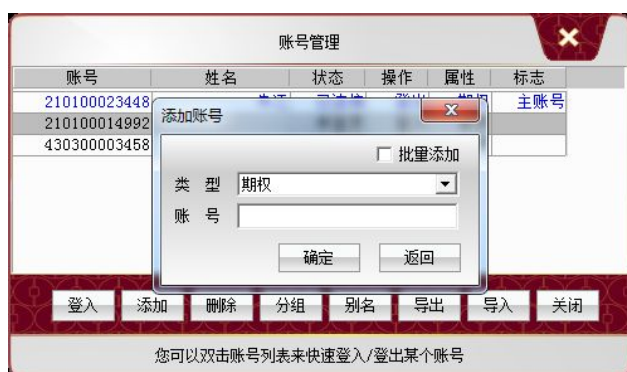 账号管理
账号 姓名 状态 操作 属性 标志
210100023448 主账号
210100014992
430300003458
添加账号
批量添加
类 型 期权
账 号
确定 返回
登入 添加 删除 分组 别名 导出 导入 关闭
您可以双击账号列表来快速登入/登出某个账号